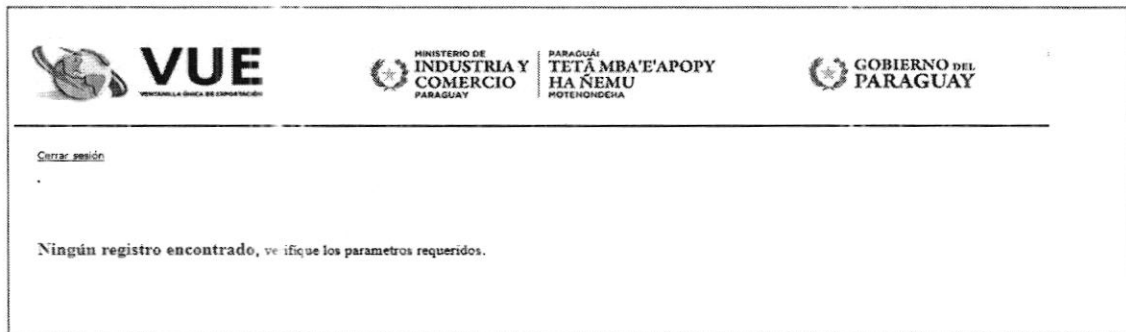 VUE
VENTANILLA ÚNICA DE EXPORTACIÓN
MINISTERIO DE
INDUSTRIA Y
COMERCIO
PARAGUAY
PARAGUÁI
TETÃ MBA'E'APOPY
HA ÑEMU
MOTENONDEHA
GOBIERNO DEL
PARAGUAY
Cerrar sesión
.
Ningún registro encontrado, ve ifique los parametros requeridos.